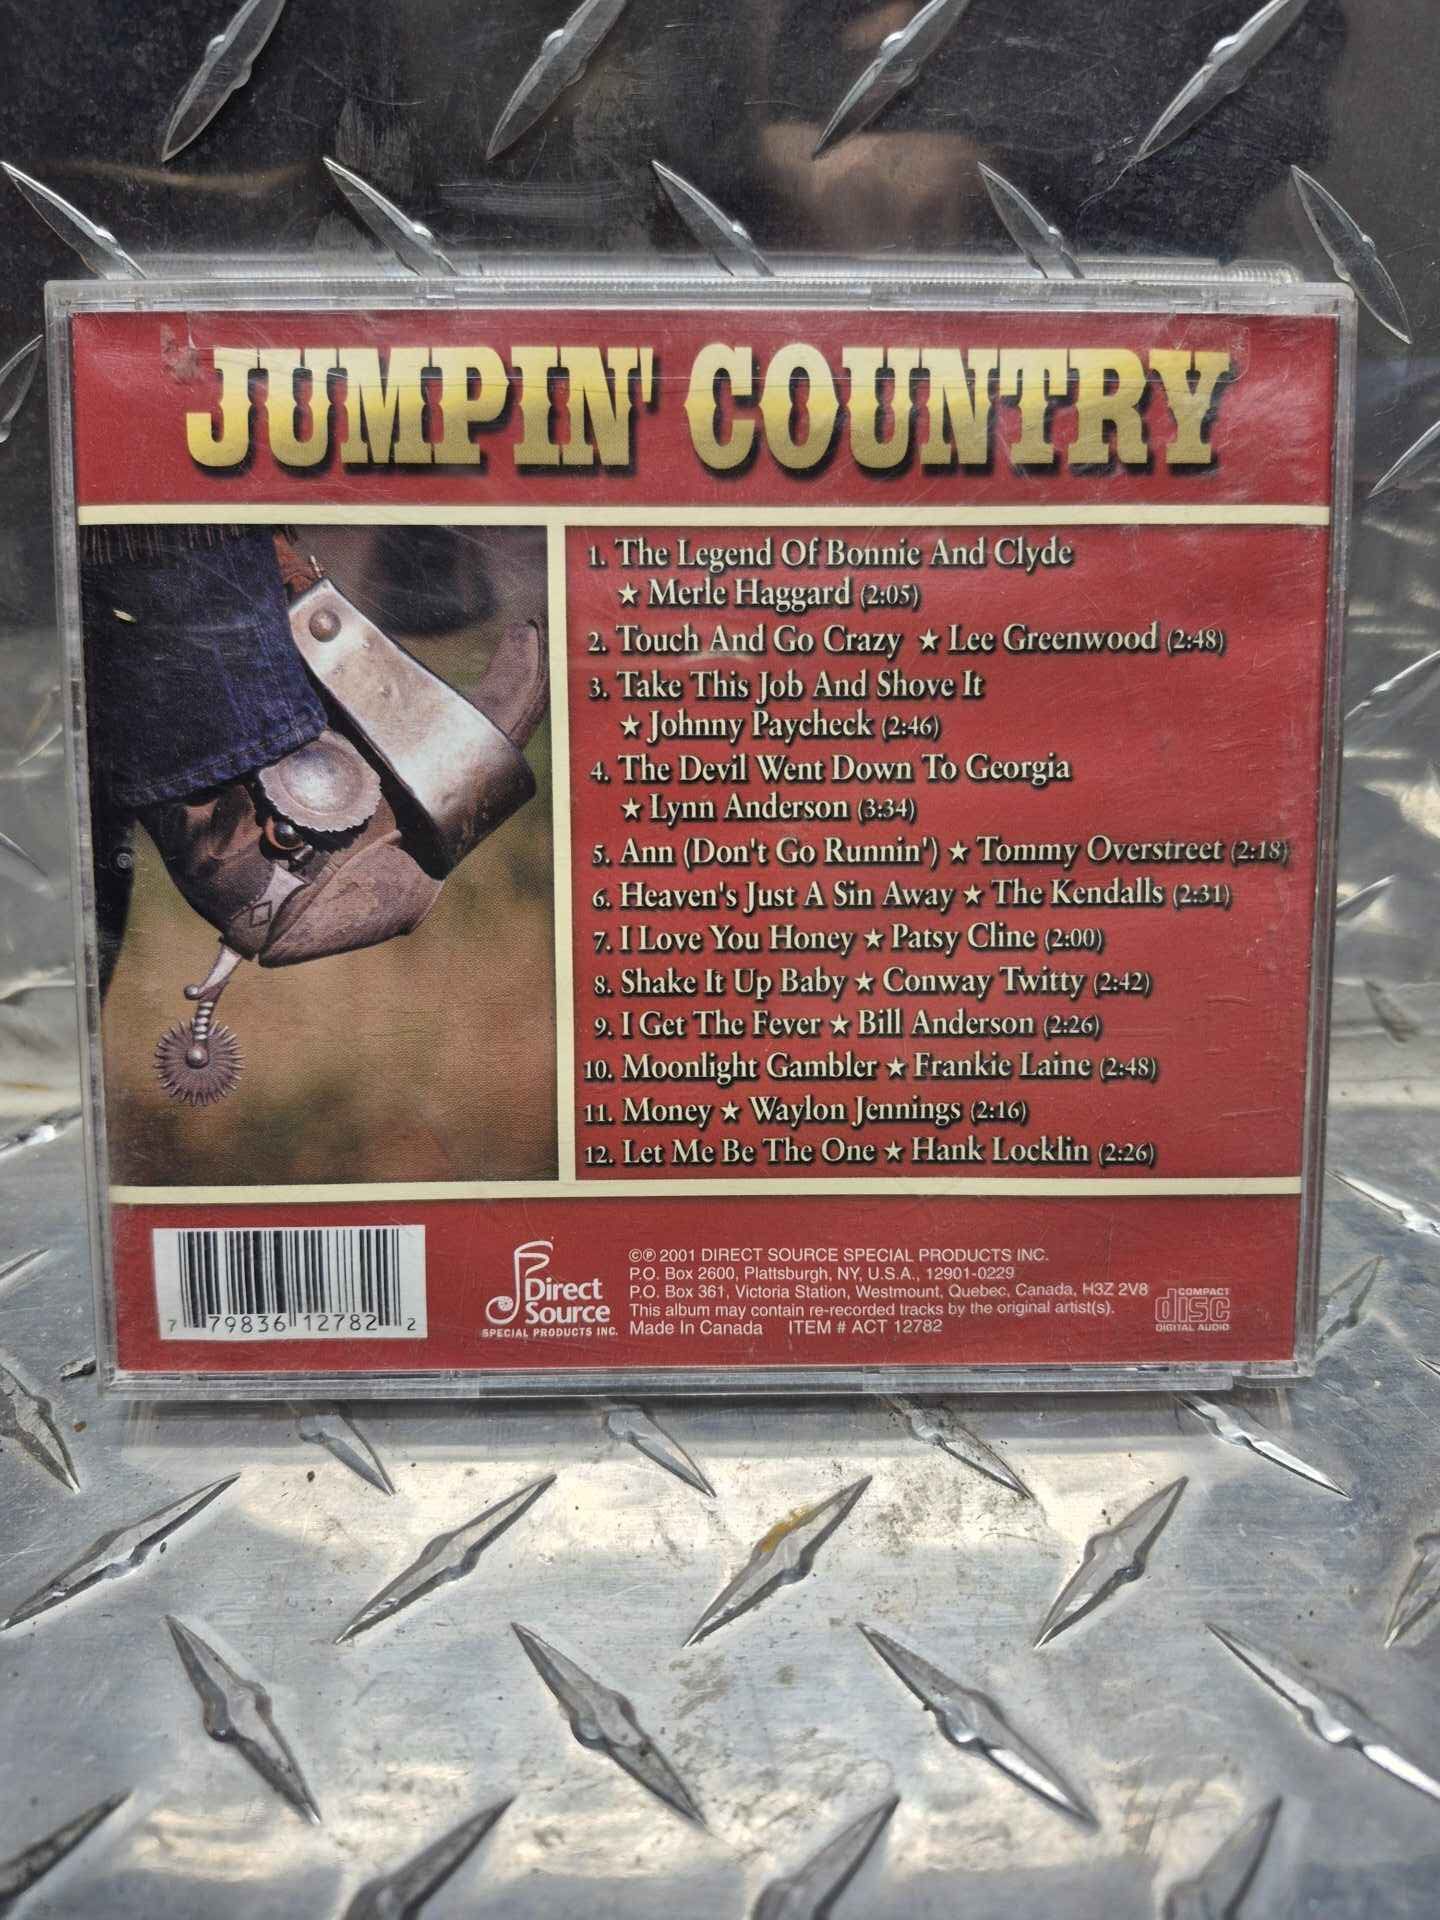 JUMPIN' COUNTRY
1. The Legend Of Bonnie And Clyde
★ Merle Haggard (2:05)
2. Touch And Go Crazy ★ Lee Greenwood (2:48)
3. Take This Job And Shove It
★ Johnny Paycheck (2:46)
4. The Devil Went Down To Georgia
★ Lynn Anderson (3:34)
5. Ann (Don't Go Runnin') ★ Tommy Overstreet (2:18)
6. Heaven's Just A Sin Away ★ The Kendalls (2:31)
7. I Love You Honey ★ Patsy Cline (2:00)
8. Shake It Up Baby ★ Conway Twitty (2:42)
9. I Get The Fever ★ Bill Anderson (2:26)
10. Moonlight Gambler ★ Frankie Laine (2:48)
11. Money ★ Waylon Jennings (2:16)
12. Let Me Be The One ★ Hank Locklin (2:26)
7 79836 12782 2
Direct
Source
SPECIAL PRODUCTS INC.
©℗ 2001 DIRECT SOURCE SPECIAL PRODUCTS INC.
P.O. Box 2600, Plattsburgh, NY, U.S.A., 12901-0229
P.O. Box 361, Victoria Station, Westmount, Quebec, Canada, H3Z 2V8
This album may contain re-recorded tracks by the original artist(s).
Made In Canada ITEM # ACT 12782
COMPACT
disc
DIGITAL AUDIO